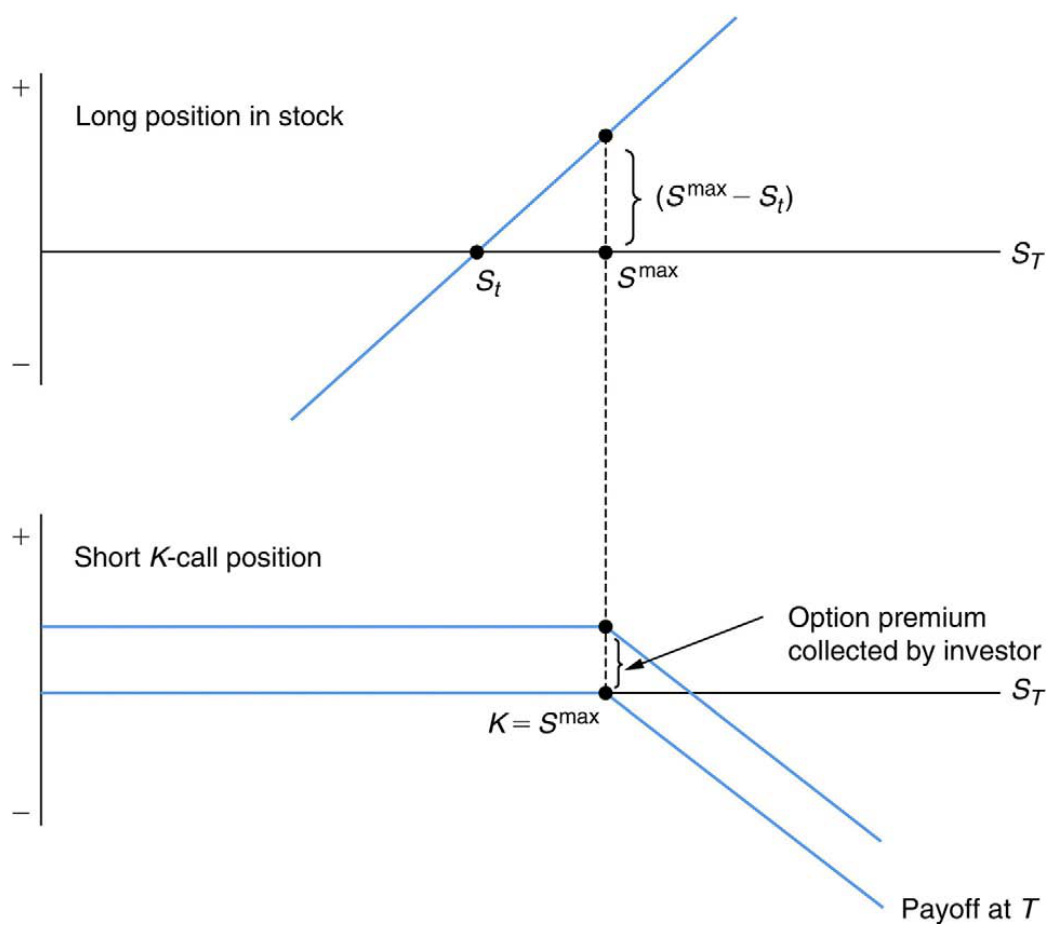 +
Long position in stock
(S^max – S_t)
S_T
S_t
S^max
–
+
Short K-call position
Option premium
collected by investor
S_T
K = S^max
–
Payoff at T